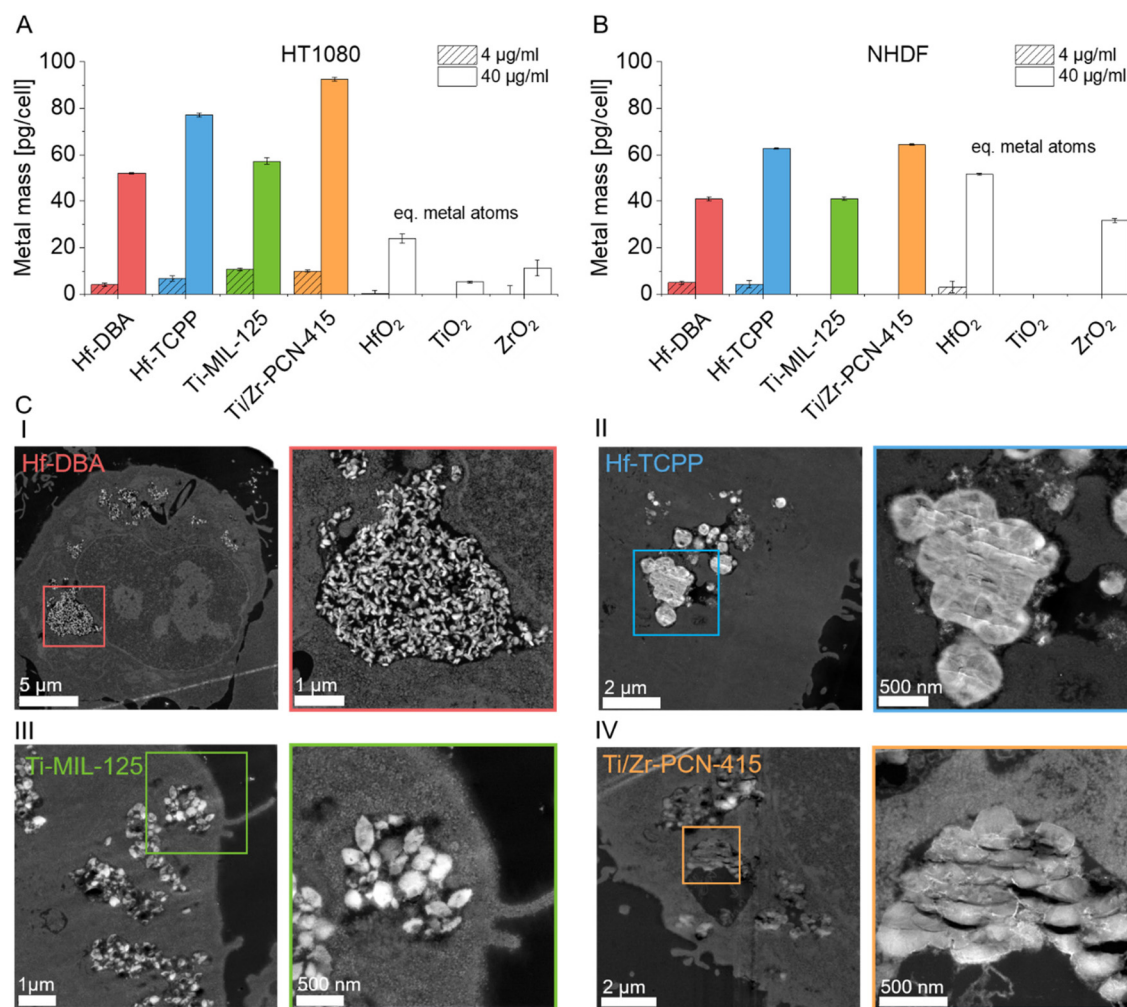 A
HT1080
4 µg/ml
40 µg/ml
Metal mass [pg/cell]
100
80
60
40
20
0
eq. metal atoms
Hf-DBA
Hf-TCPP
Ti-MIL-125
Ti/Zr-PCN-415
HfO₂
TiO₂
ZrO₂
B
NHDF
4 µg/ml
40 µg/ml
Metal mass [pg/cell]
100
80
60
40
20
0
eq. metal atoms
Hf-DBA
Hf-TCPP
Ti-MIL-125
Ti/Zr-PCN-415
HfO₂
TiO₂
ZrO₂
C
I
Hf-DBA
5 µm
1 µm
II
Hf-TCPP
2 µm
500 nm
III
Ti-MIL-125
1µm
500 nm
IV
Ti/Zr-PCN-415
2 µm
500 nm